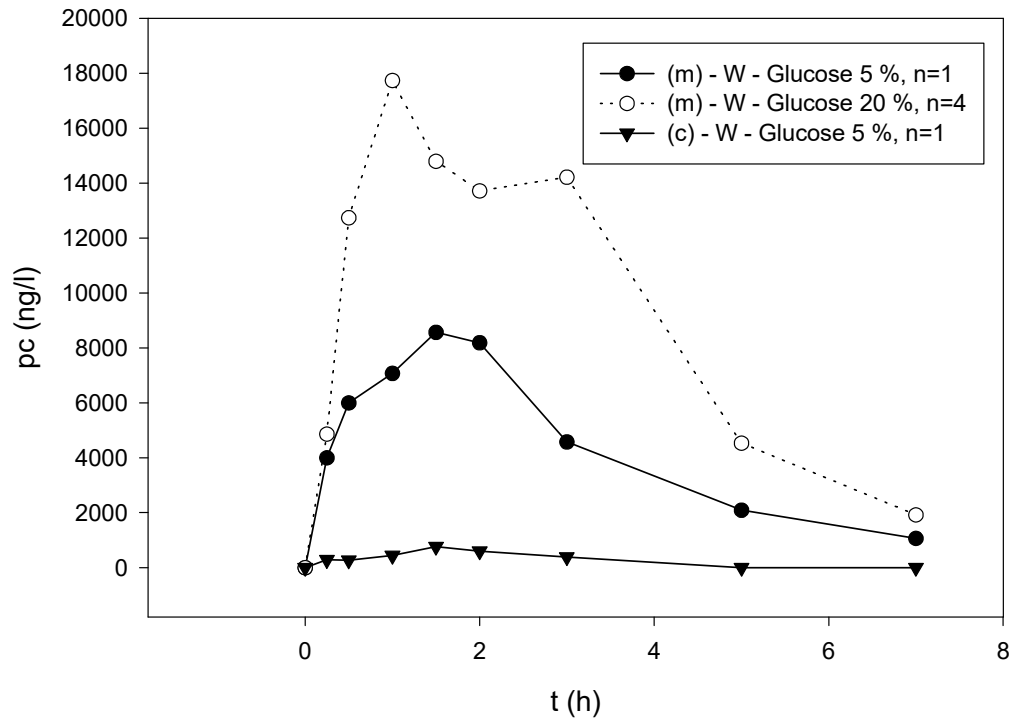 20000
18000
16000
14000
12000
10000
8000
6000
4000
2000
0
pc (ng/l)
(m) - W - Glucose 5 %, n=1
(m) - W - Glucose 20 %, n=4
(c) - W - Glucose 5 %, n=1
0 2 4 6 8
t (h)